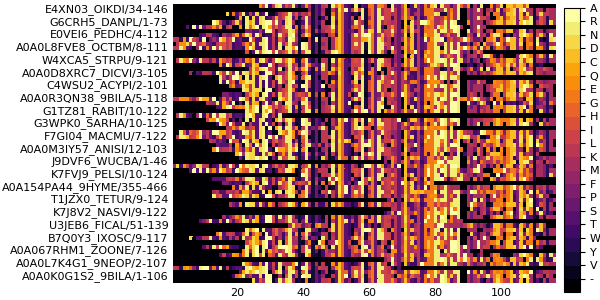 E4XN03_OIKDI/34-146
G6CRH5_DANPL/1-73
E0VEI6_PEDHC/4-112
A0A0L8FVE8_OCTBM/8-111
W4XCA5_STRPU/9-121
A0A0D8XRC7_DICVI/3-105
C4WSU2_ACYPI/2-101
A0A0R3QN38_9BILA/5-118
G1TZ81_RABIT/10-122
G3WPK0_SARHA/10-125
F7GI04_MACMU/7-122
A0A0M3IY57_ANISI/12-103
J9DVF6_WUCBA/1-46
K7FVJ9_PELSI/10-124
A0A154PA44_9HYME/355-466
T1JZX0_TETUR/9-124
K7J8V2_NASVI/9-122
U3JEB6_FICAL/51-139
B7Q0Y3_IXOSC/9-117
A0A067RHM1_ZOONE/7-126
A0A0L7K4G1_9NEOP/2-107
A0A0K0G1S2_9BILA/1-106
20 40 60 80 100
A
R
N
D
C
Q
E
G
H
I
L
K
M
F
P
S
T
W
Y
V
-